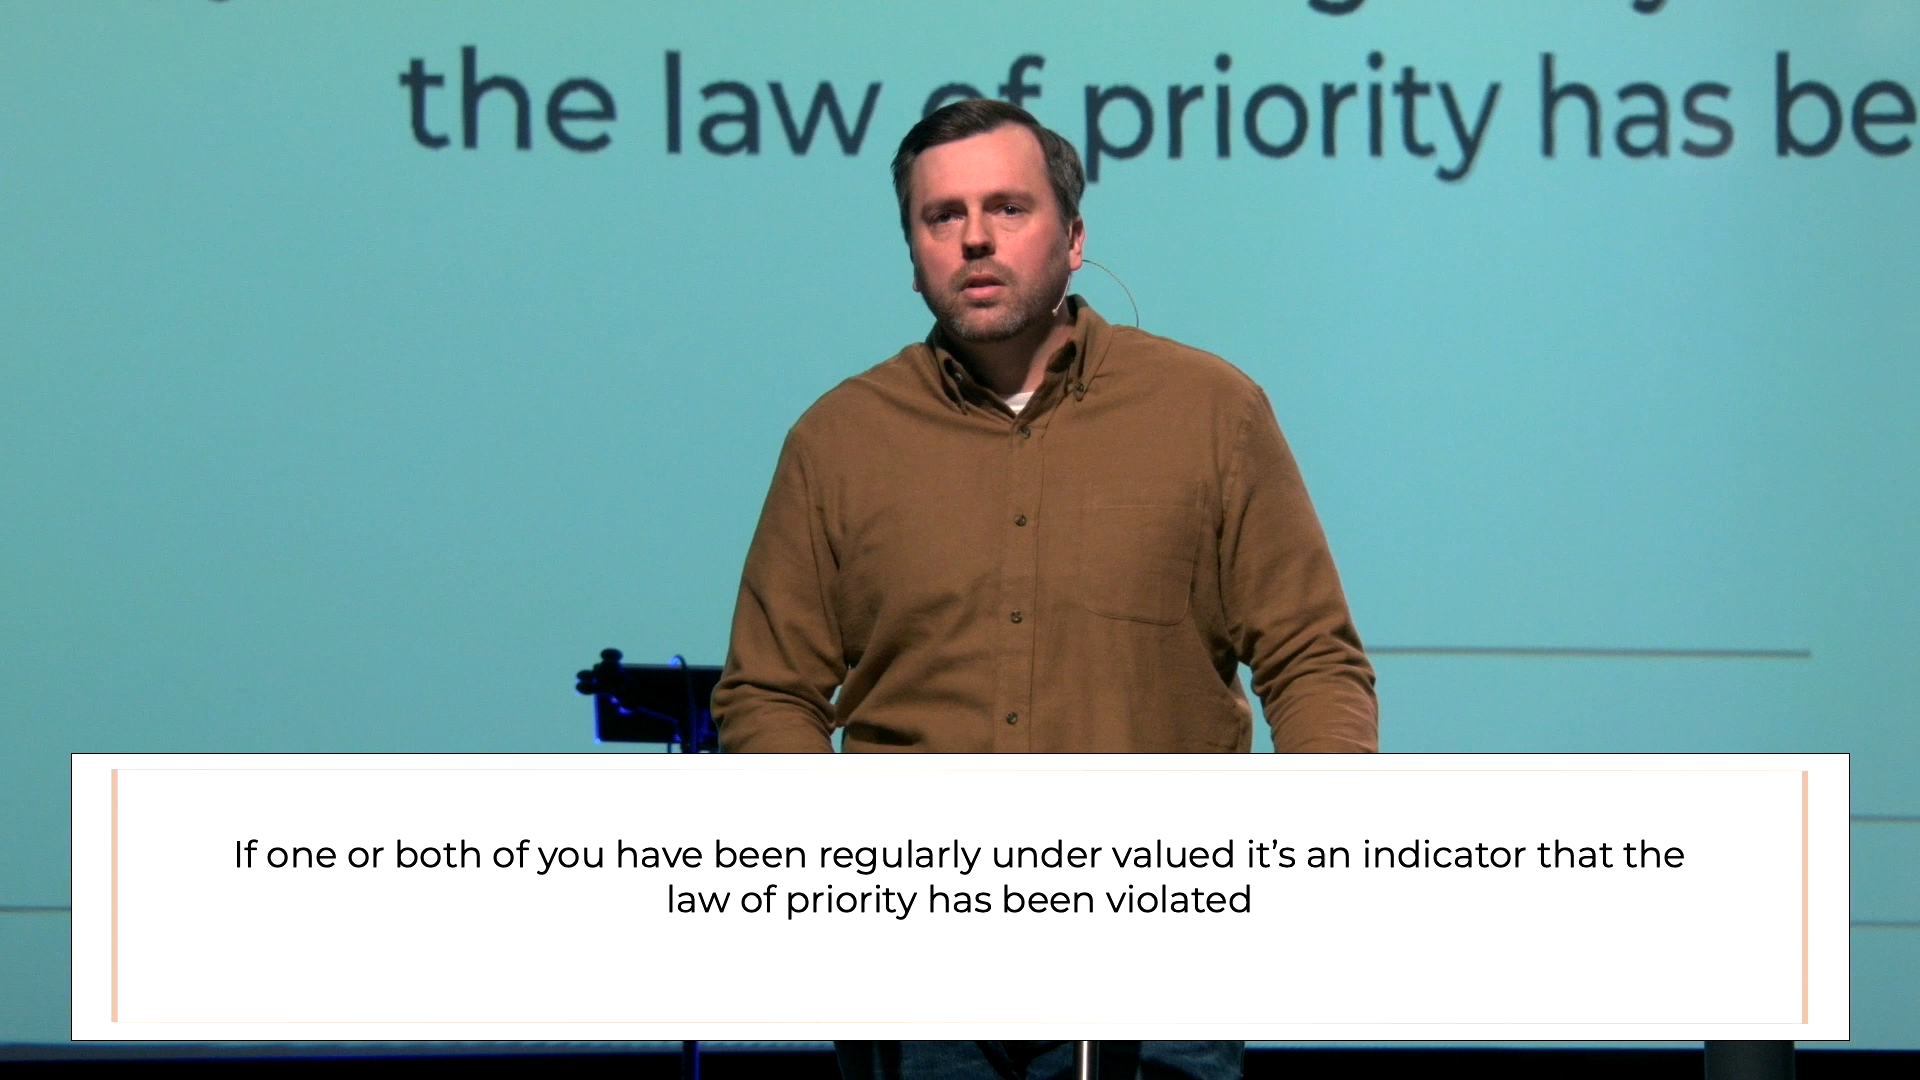 the law of priority has be
If one or both of you have been regularly under valued it’s an indicator that the
law of priority has been violated